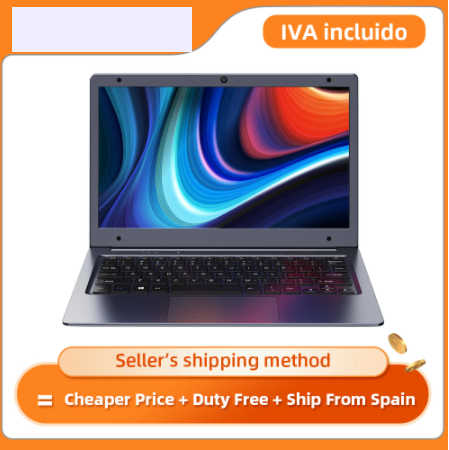 IVA incluido
Seller's shipping method
= Cheaper Price + Duty Free + Ship From Spain